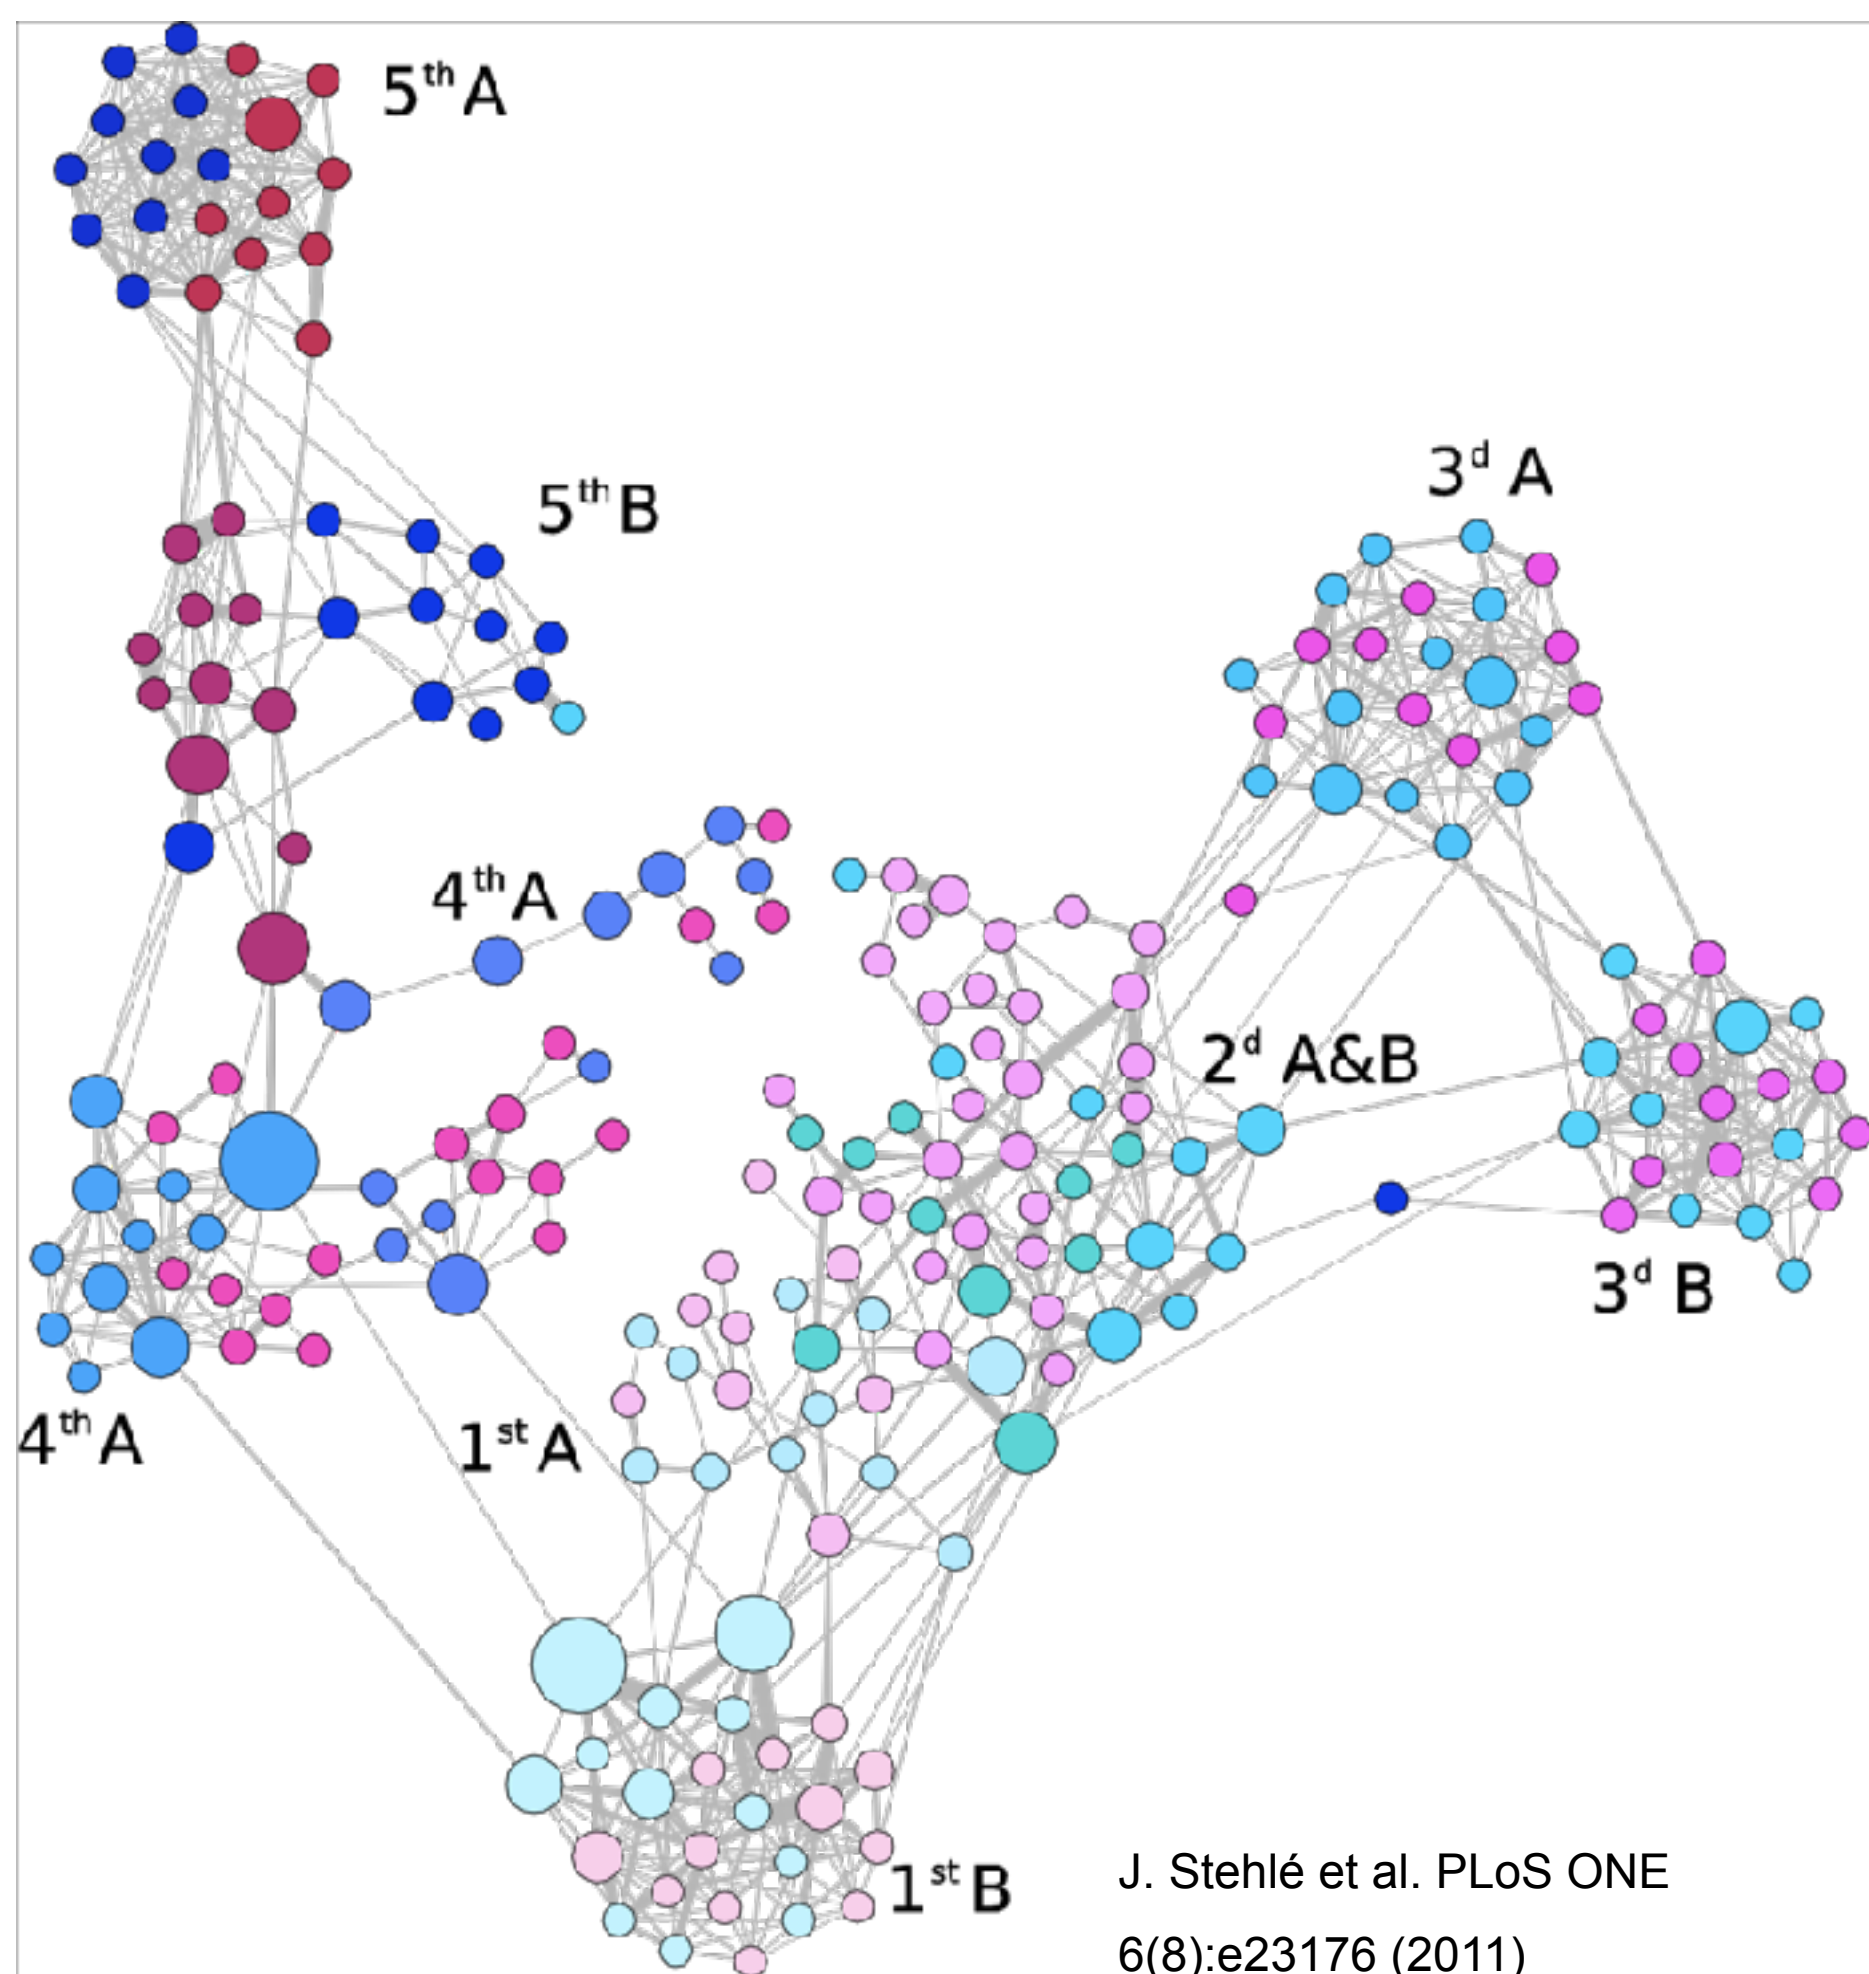 5th A
5th B
3d A
4th A
2d A&B
3d B
4th A
1st A
1st B
J. Stehlé et al. PLoS ONE
6(8):e23176 (2011)